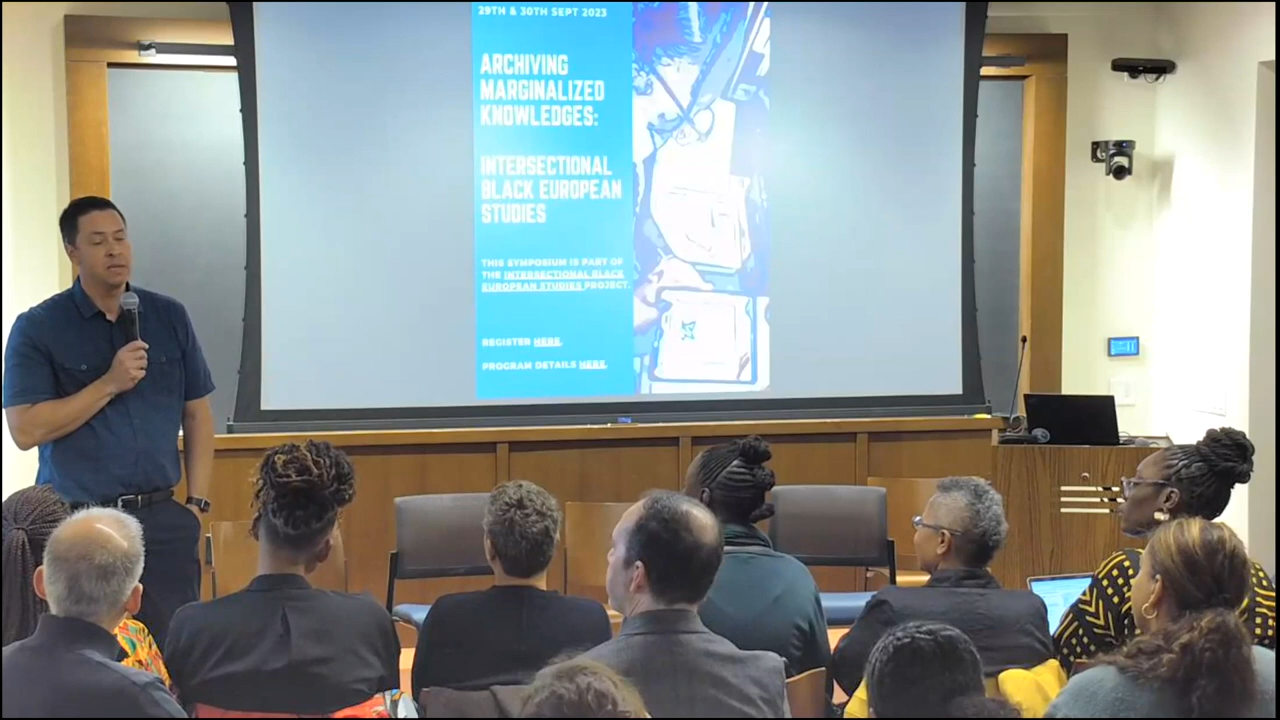 29TH & 30TH SEPT 2023
ARCHIVING
MARGINALIZED
KNOWLEDGES:
INTERSECTIONAL
BLACK EUROPEAN
STUDIES
THIS SYMPOSIUM IS PART OF
THE INTERSECTIONAL BLACK
EUROPEAN STUDIES PROJECT.
REGISTER HERE.
PROGRAM DETAILS HERE.